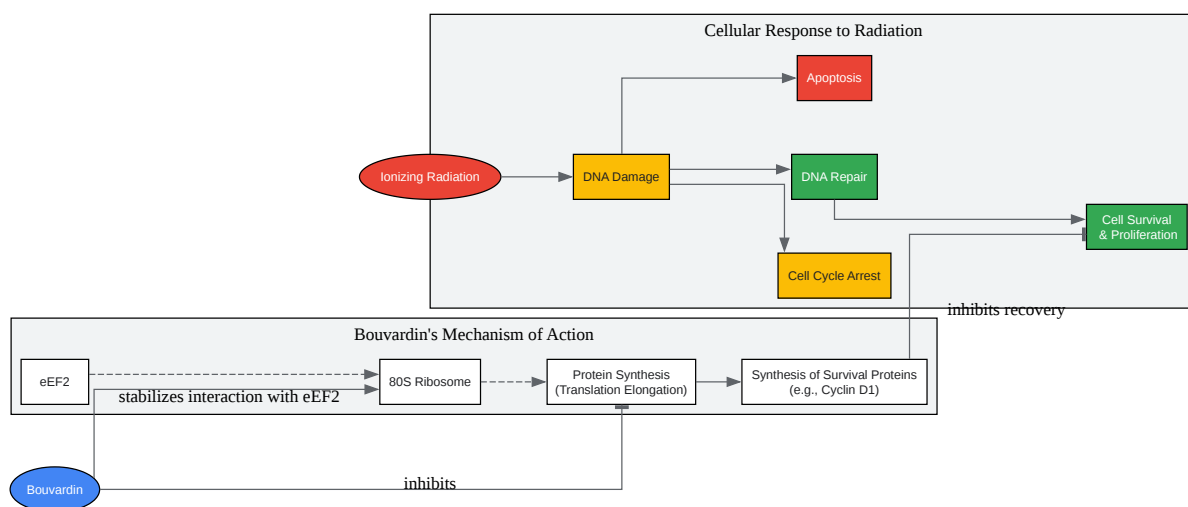 Cellular Response to Radiation
Apoptosis
Ionizing Radiation
DNA Damage
DNA Repair
Cell Survival
& Proliferation
Cell Cycle Arrest
inhibits recovery
Bouvardin's Mechanism of Action
eEF2
80S Ribosome
Protein Synthesis
(Translation Elongation)
Synthesis of Survival Proteins
(e.g., Cyclin D1)
stabilizes interaction with eEF2
Bouvardin
inhibits